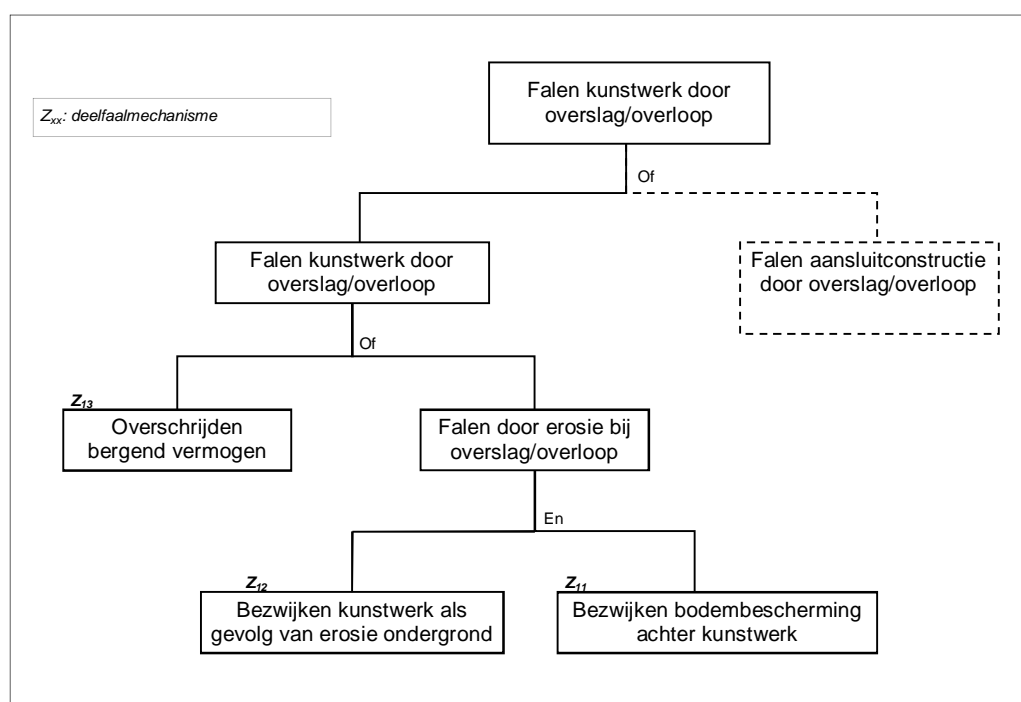 Falen kunstwerk door
overslag/overloop
Zxx: deelfaalmechanisme
Of
Falen kunstwerk door
overslag/overloop
Falen aansluitconstructie
door overslag/overloop
Of
Z13
Overschrijden
bergend vermogen
Falen door erosie bij
overslag/overloop
En
Z12
Bezwijken kunstwerk als
gevolg van erosie ondergrond
Z11
Bezwijken bodembescherming
achter kunstwerk